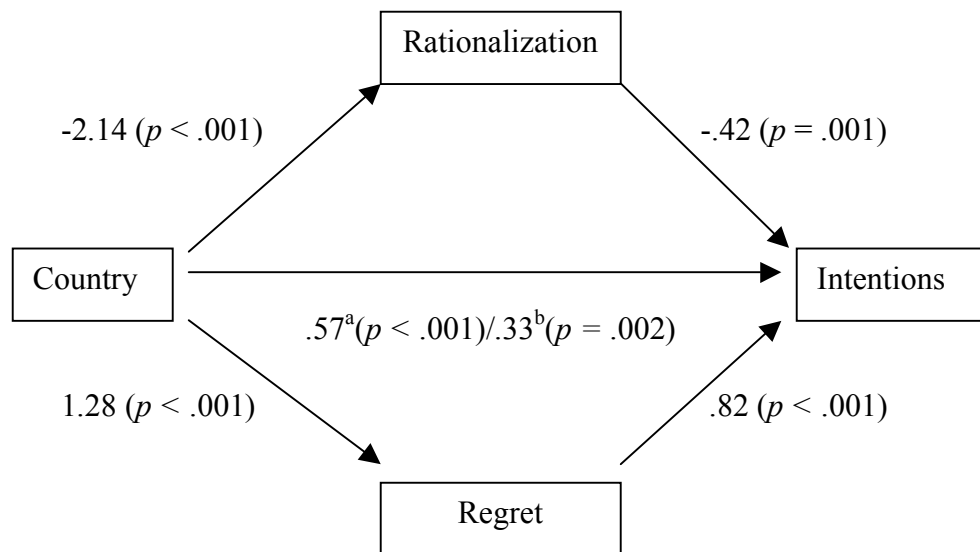 Rationalization
-2.14 (p < .001)
-.42 (p = .001)
Country
Intentions
.57ᵃ(p < .001)/.33ᵇ(p = .002)
1.28 (p < .001)
.82 (p < .001)
Regret